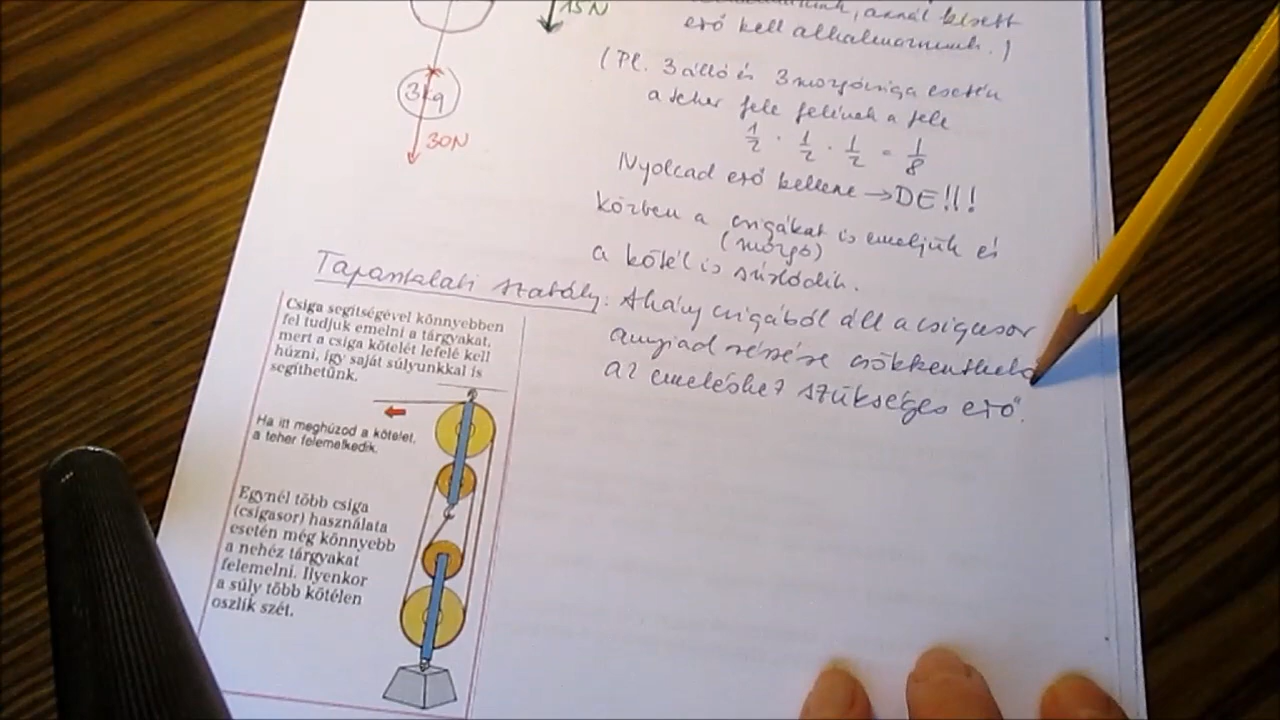 15N
annál kisebb
erő kell alkalmaznunk.)
(Pl. 3 álló és 3 mozgócsiga esetén
a teher fele felének a fele
1/2 · 1/2 · 1/2 = 1/8
Nyolcad erő kellene → DE!!!
közben a csigákat is emeljük és
(mozgó)
a kötél is súrlódik.
3kg
30N
Tapasztalati szabály: Ahány csigából áll a csigasor
annyiad részére csökkenthető
az emeléshez szükséges erő.
Csiga segítségével könnyebben
fel tudjuk emelni a tárgyakat,
mert a csiga kötelét lefelé kell
húzni, így saját súlyunkkal is
segíthetünk.
Ha itt meghúzod a kötelet,
a teher felemelkedik.
Egynél több csiga
(csigasor) használata
esetén még könnyebb
a nehéz tárgyakat
felemelni. Ilyenkor
a súly több kötélen
oszlik szét.